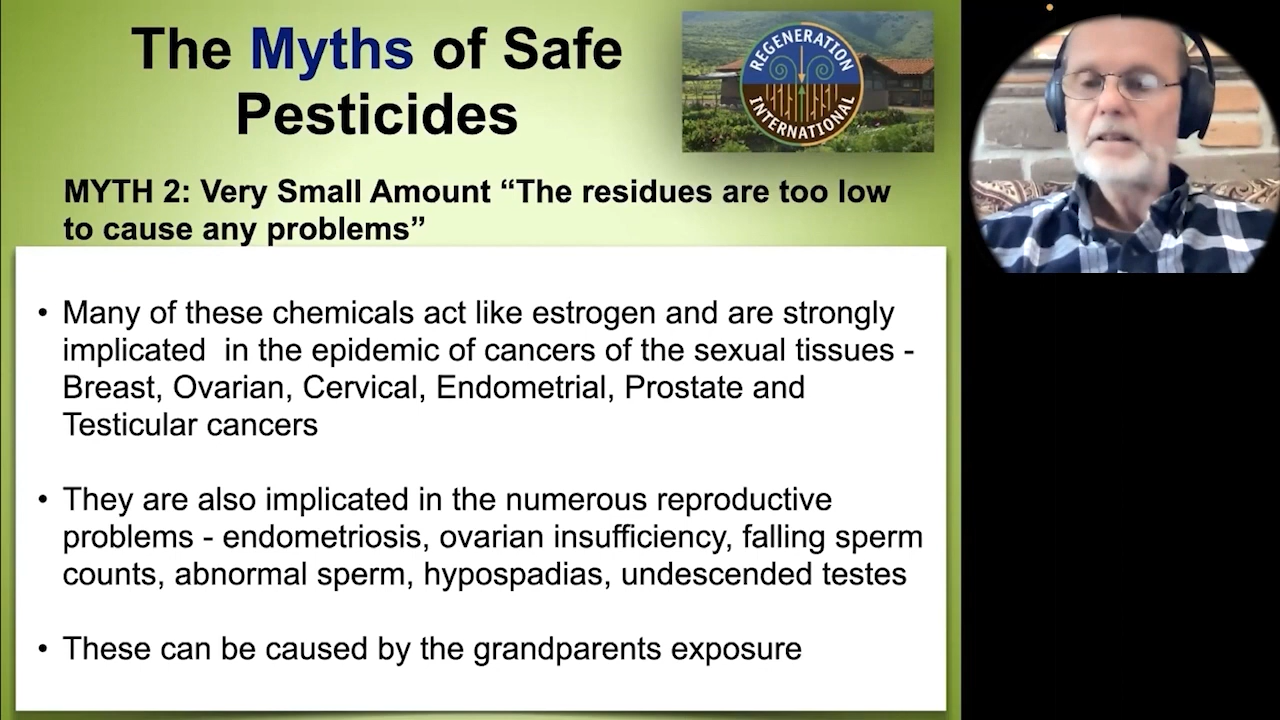 The Myths of Safe
Pesticides
REGENERATION
INTERNATIONAL
MYTH 2: Very Small Amount “The residues are too low
to cause any problems”
• Many of these chemicals act like estrogen and are strongly
implicated  in the epidemic of cancers of the sexual tissues -
Breast, Ovarian, Cervical, Endometrial, Prostate and
Testicular cancers
• They are also implicated in the numerous reproductive
problems - endometriosis, ovarian insufficiency, falling sperm
counts, abnormal sperm, hypospadias, undescended testes
• These can be caused by the grandparents exposure